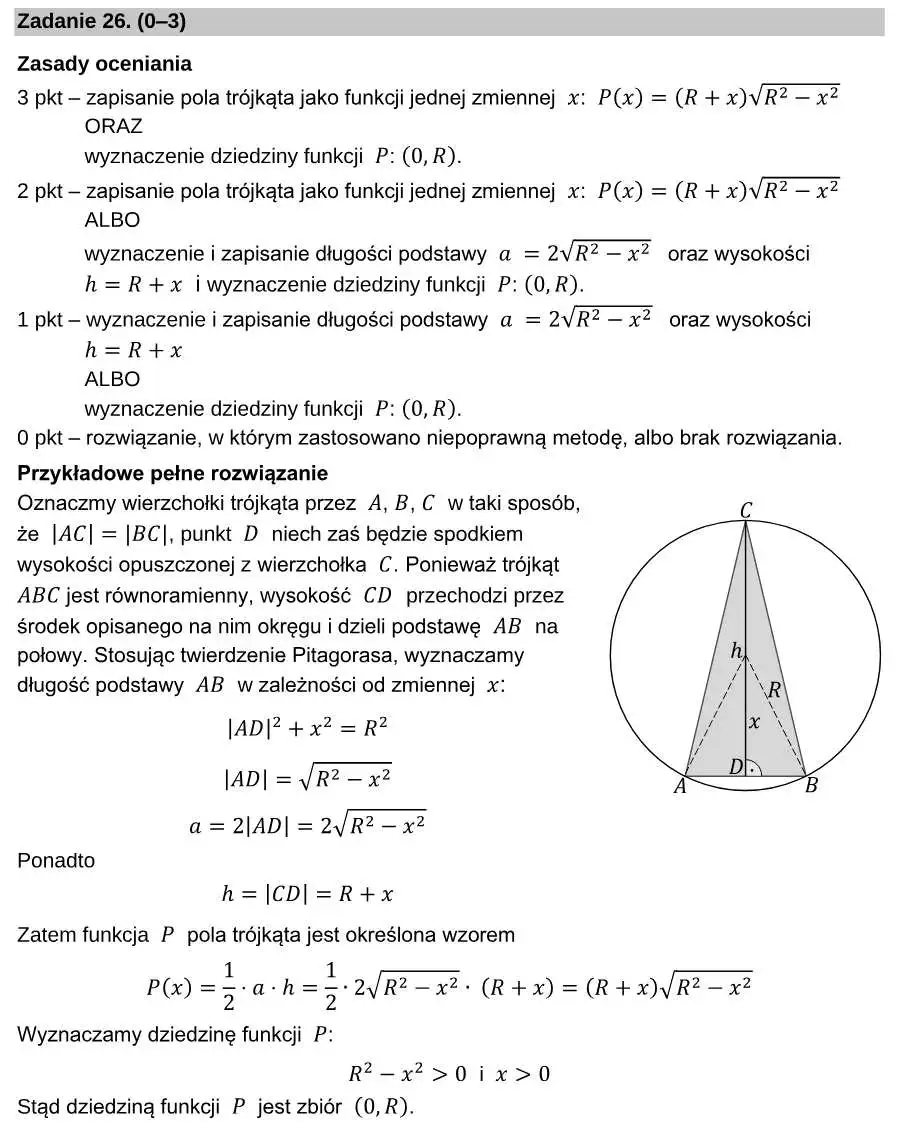 Zadanie 26. (0–3)
Zasady oceniania
3 pkt – zapisanie pola trójkąta jako funkcji jednej zmiennej x: P(x) = (R + x)√(R² − x²)
ORAZ
wyznaczenie dziedziny funkcji P: (0, R).
2 pkt – zapisanie pola trójkąta jako funkcji jednej zmiennej x: P(x) = (R + x)√(R² − x²)
ALBO
wyznaczenie i zapisanie długości podstawy a = 2√(R² − x²) oraz wysokości
h = R + x i wyznaczenie dziedziny funkcji P: (0, R).
1 pkt – wyznaczenie i zapisanie długości podstawy a = 2√(R² − x²) oraz wysokości
h = R + x
ALBO
wyznaczenie dziedziny funkcji P: (0, R).
0 pkt – rozwiązanie, w którym zastosowano niepoprawną metodę, albo brak rozwiązania.
Przykładowe pełne rozwiązanie
Oznaczmy wierzchołki trójkąta przez A, B, C w taki sposób,
że |AC| = |BC|, punkt D niech zaś będzie spodkiem
wysokości opuszczonej z wierzchołka C. Ponieważ trójkąt
ABC jest równoramienny, wysokość CD przechodzi przez
środek opisanego na nim okręgu i dzieli podstawę AB na
połowy. Stosując twierdzenie Pitagorasa, wyznaczamy
długość podstawy AB w zależności od zmiennej x:
|AD|² + x² = R²
|AD| = √(R² − x²)
a = 2|AD| = 2√(R² − x²)
C
h
R
x
D
A
B
Ponadto
h = |CD| = R + x
Zatem funkcja P pola trójkąta jest określona wzorem
P(x) = 1/2 · a · h = 1/2 · 2√(R² − x²) · (R + x) = (R + x)√(R² − x²)
Wyznaczamy dziedzinę funkcji P:
R² − x² > 0 i x > 0
Stąd dziedziną funkcji P jest zbiór (0, R).